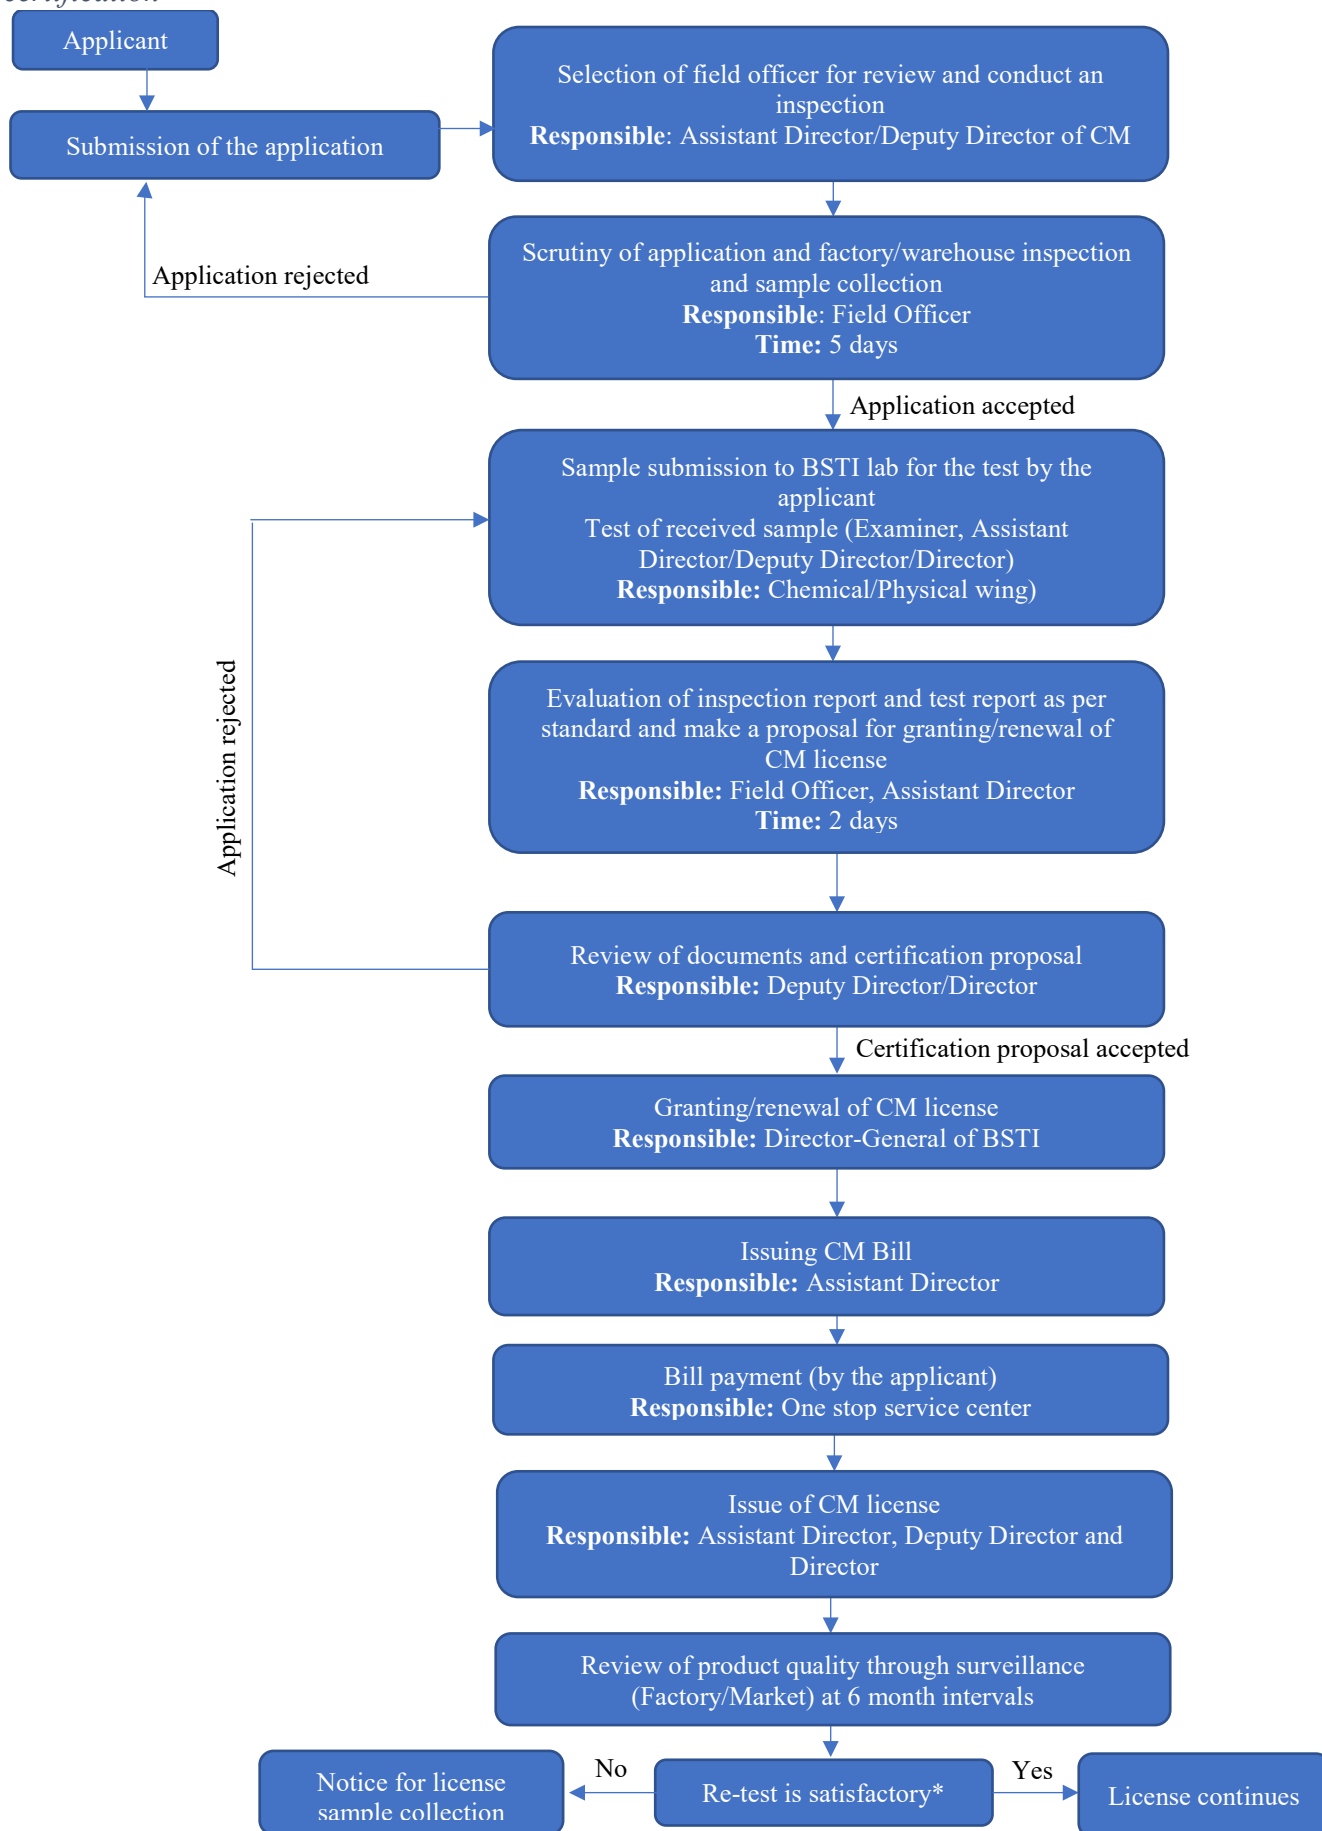 certification
Applicant
Submission of the application
Selection of field officer for review and conduct an
inspection
Responsible: Assistant Director/Deputy Director of CM
Scrutiny of application and factory/warehouse inspection
and sample collection
Responsible: Field Officer
Time: 5 days
Application rejected
Application accepted
Sample submission to BSTI lab for the test by the
applicant
Test of received sample (Examiner, Assistant
Director/Deputy Director/Director)
Responsible: Chemical/Physical wing)
Application rejected
Evaluation of inspection report and test report as per
standard and make a proposal for granting/renewal of
CM license
Responsible: Field Officer, Assistant Director
Time: 2 days
Review of documents and certification proposal
Responsible: Deputy Director/Director
Certification proposal accepted
Granting/renewal of CM license
Responsible: Director-General of BSTI
Issuing CM Bill
Responsible: Assistant Director
Bill payment (by the applicant)
Responsible: One stop service center
Issue of CM license
Responsible: Assistant Director, Deputy Director and
Director
Review of product quality through surveillance
(Factory/Market) at 6 month intervals
Notice for license
sample collection
No
Re-test is satisfactory*
Yes
License continues